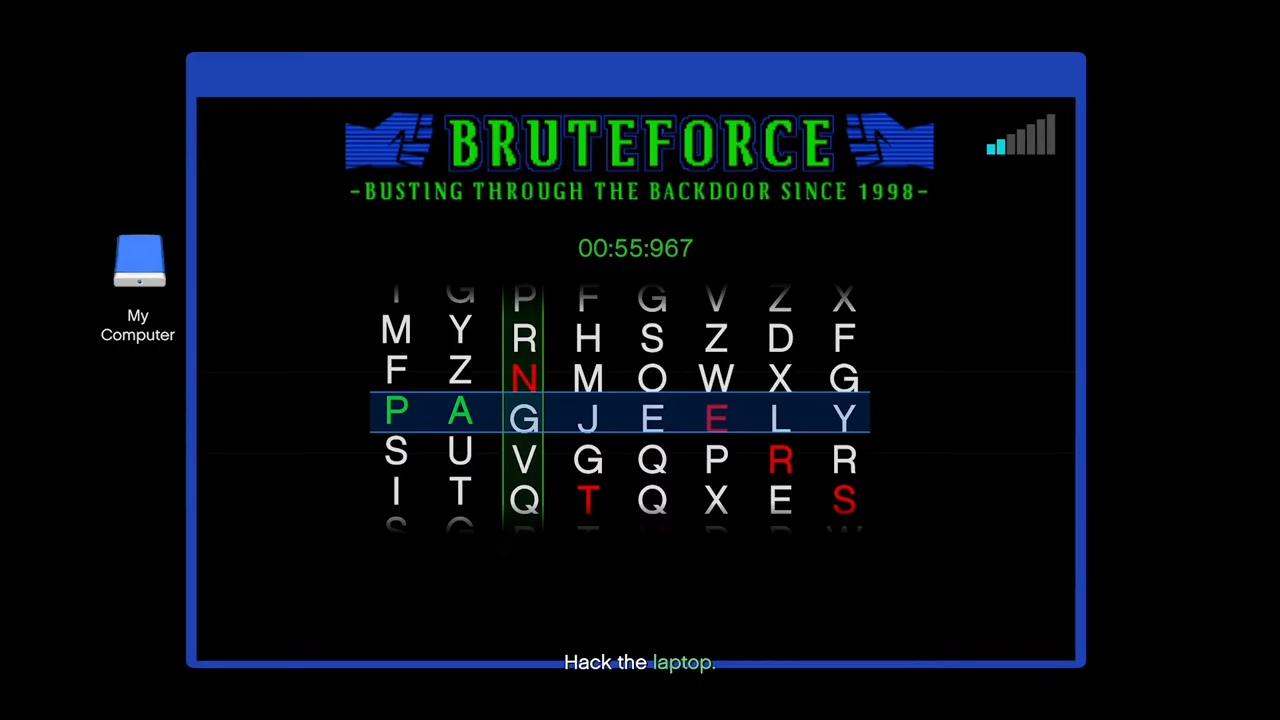 BRUTEFORCE
-BUSTING THROUGH THE BACKDOOR SINCE 1998-
00:55:967
My
Computer
G P F G V Z X
M Y R H S Z D F
F Z N M O W X G
P A G J E E L Y
S U V G Q P R R
I T Q T Q X E S
Hack the laptop.